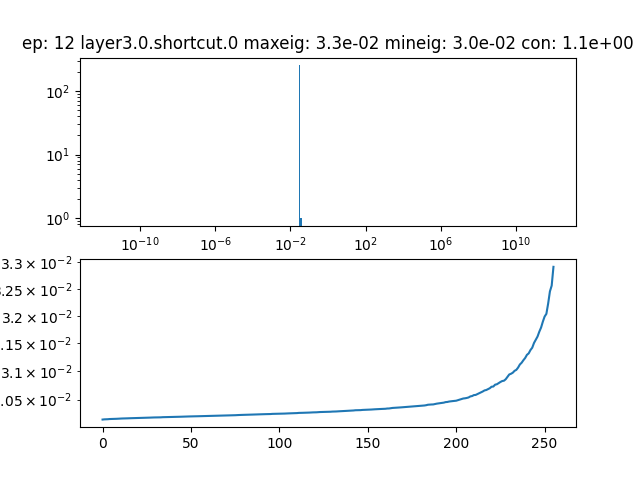 ep: 12 layer3.0.shortcut.0 maxeig: 3.3e-02 mineig: 3.0e-02 con: 1.1e+00
10²
10¹
10⁰
10⁻¹⁰ 10⁻⁶ 10⁻² 10² 10⁶ 10¹⁰
3.3 × 10⁻²
.25 × 10⁻²
3.2 × 10⁻²
.15 × 10⁻²
3.1 × 10⁻²
.05 × 10⁻²
0 50 100 150 200 250